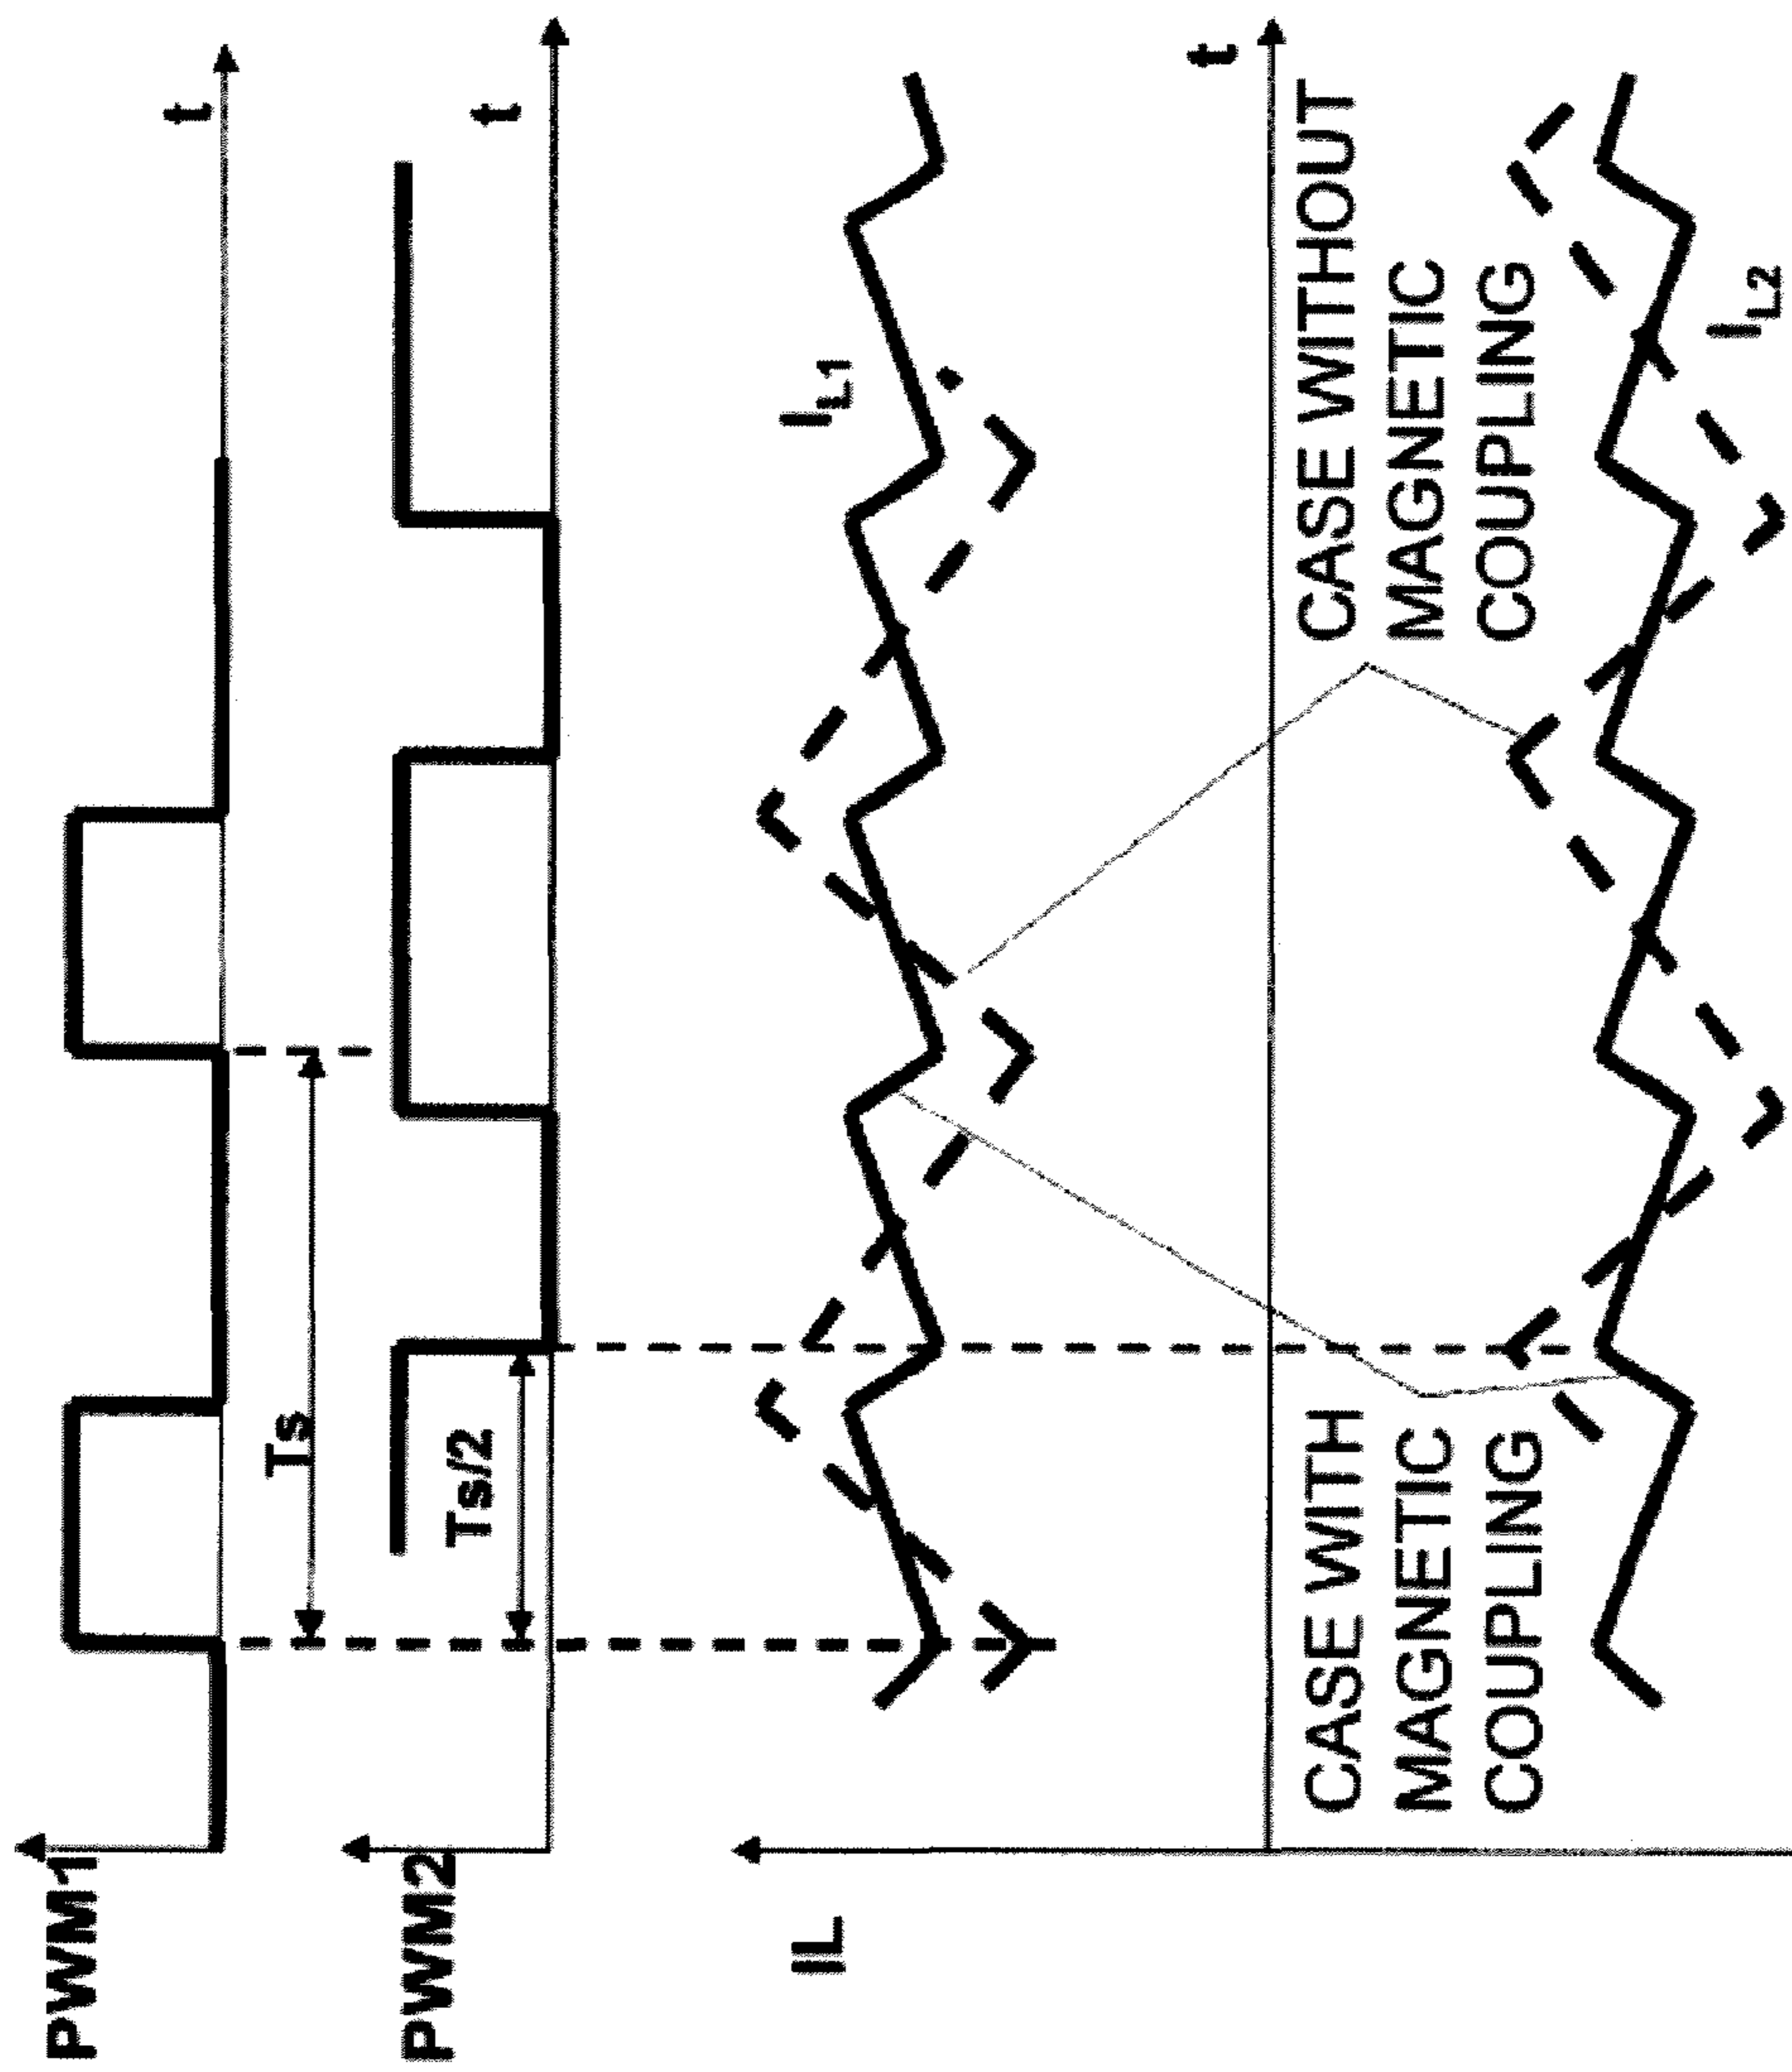 PWM1
t
Ts
PWM2
t
Ts/2
IL
IL1
t
CASE WITH
MAGNETIC
COUPLING
CASE WITHOUT
MAGNETIC
COUPLING
IL2